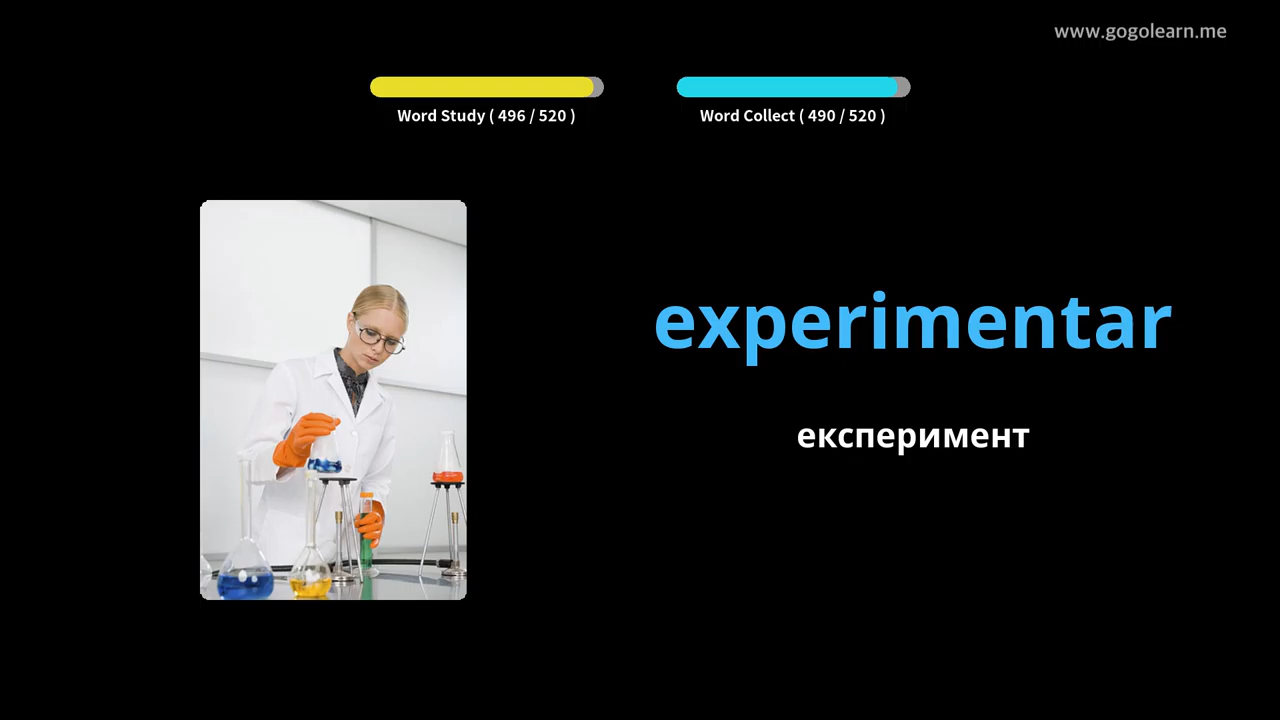 www.gogolearn.me
Word Study ( 496 / 520 )
Word Collect ( 490 / 520 )
experimentar
експеримент